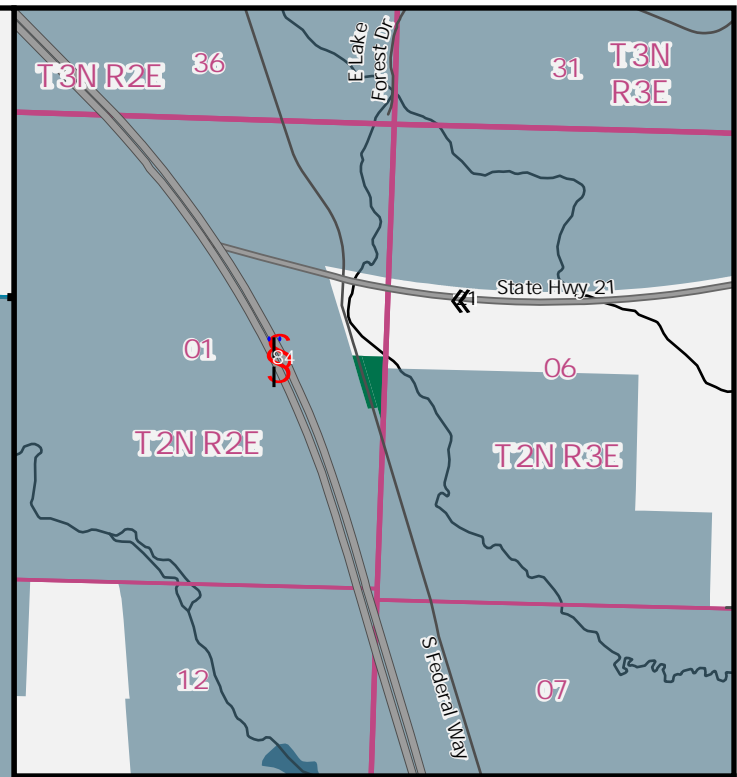 T3N R2E
36
E Lake
Forest Dr
31
T3N
R3E
State Hwy 21
01
84
06
T2N R2E
T2N R3E
12
S Federal Way
07